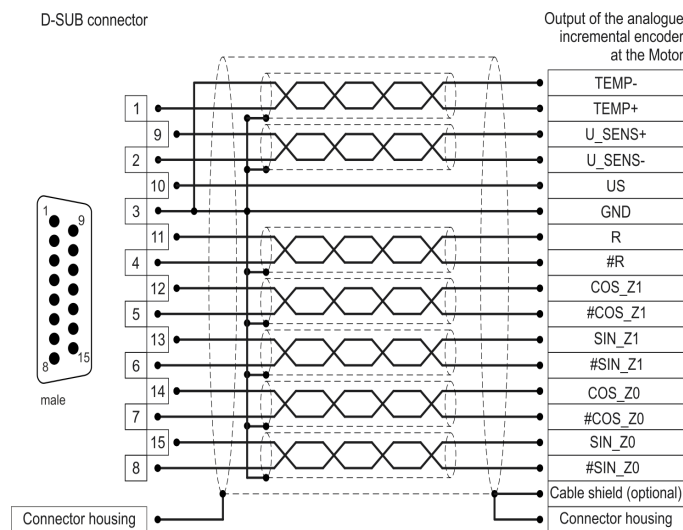 D-SUB connector
Output of the analogue
incremental encoder
at the Motor
TEMP-
1
TEMP+
9
U_SENS+
2
U_SENS-
10
US
3
GND
11
R
4
#R
12
COS_Z1
5
#COS_Z1
13
SIN_Z1
6
#SIN_Z1
14
COS_Z0
7
#COS_Z0
15
SIN_Z0
8
#SIN_Z0
Cable shield (optional)
Connector housing
Connector housing
1
9
8
15
male